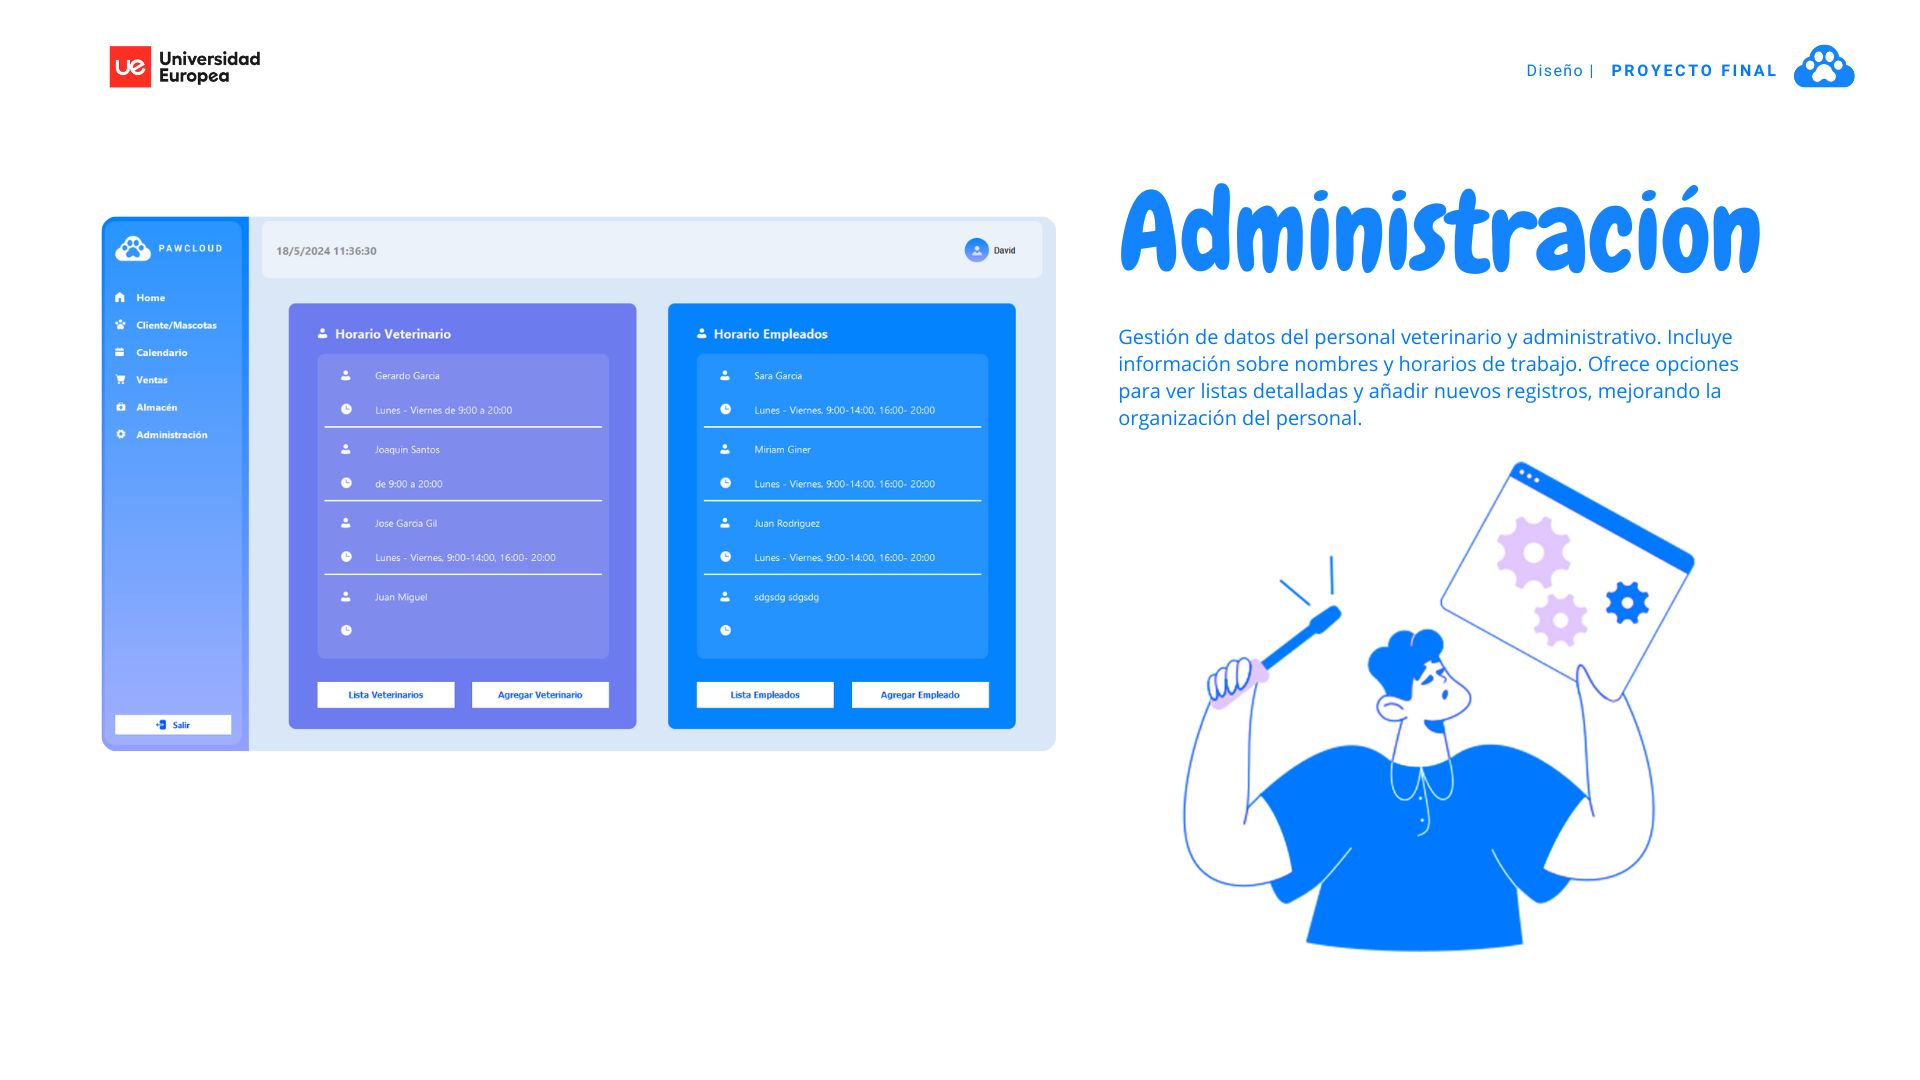 Universidad
Europea
Diseño | PROYECTO FINAL
PAWCLOUD
Home
Cliente/Mascotas
Calendario
Ventas
Almacén
Administración
Salir
18/5/2024 11:36:30
David
Horario Veterinario
Gerardo Garcia
Lunes - Viernes de 9:00 a 20:00
Joaquin Santos
de 9:00 a 20:00
Jose Garcia Gil
Lunes - Viernes, 9:00-14:00, 16:00- 20:00
Juan Miguel
Lista Veterinarios
Agregar Veterinario
Horario Empleados
Sara Garcia
Lunes - Viernes, 9:00-14:00, 16:00- 20:00
Miriam Giner
Lunes - Viernes, 9:00-14:00, 16:00- 20:00
Juan Rodriguez
Lunes - Viernes, 9:00-14:00, 16:00- 20:00
sdgsdg sdgsdg
Lista Empleados
Agregar Empleado
Administración
Gestión de datos del personal veterinario y administrativo. Incluye
información sobre nombres y horarios de trabajo. Ofrece opciones
para ver listas detalladas y añadir nuevos registros, mejorando la
organización del personal.